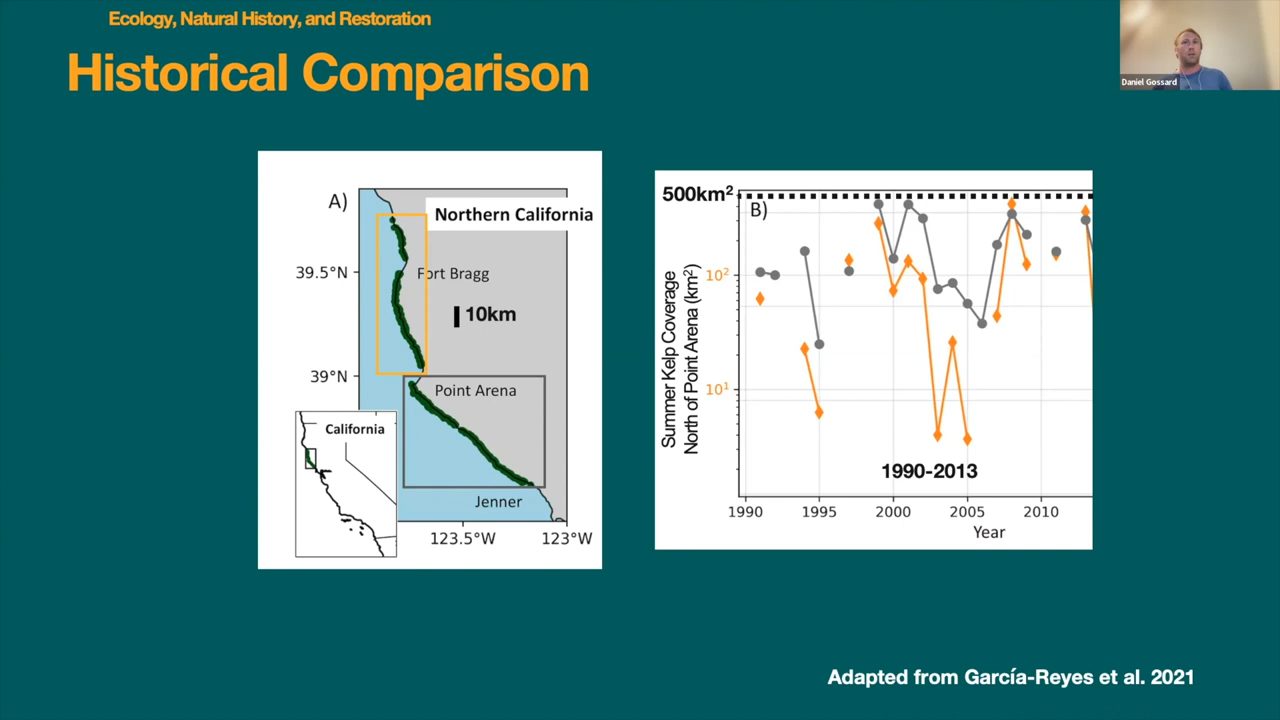 Ecology, Natural History, and Restoration
Historical Comparison
Daniel Gossard
A)
Northern California
39.5°N
Fort Bragg
10km
39°N
Point Arena
California
Jenner
123.5°W
123°W
500km²
B)
Summer Kelp Coverage
North of Point Arena (km²)
10²
10¹
1990-2013
1990
1995
2000
2005
2010
Year
Adapted from García-Reyes et al. 2021